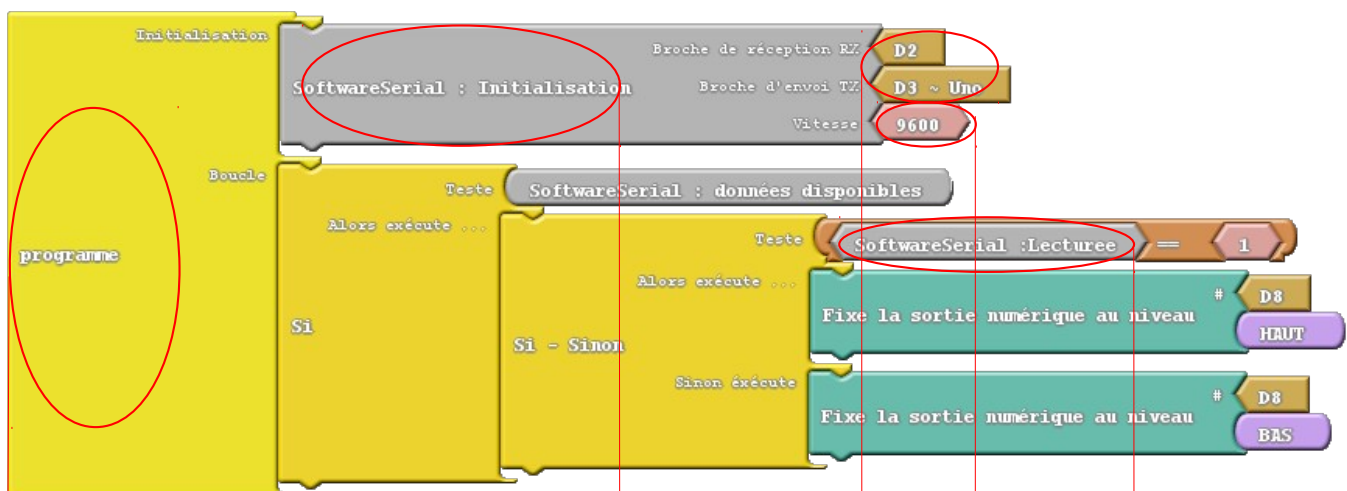 Initialisation
Broche de réception RX D2
SoftwareSerial : Initialisation Broche d'envoi TX D3 ~ Uno
Vitesse 9600
Boucle
Teste SoftwareSerial : données disponibles
Alors exécute ...
Teste SoftwareSerial :Lecturee == 1
programme
Alors exécute ...
# D8
Fixe la sortie numérique au niveau
HAUT
Si
Si - Sinon
Sinon éxécute
# D8
Fixe la sortie numérique au niveau
BAS